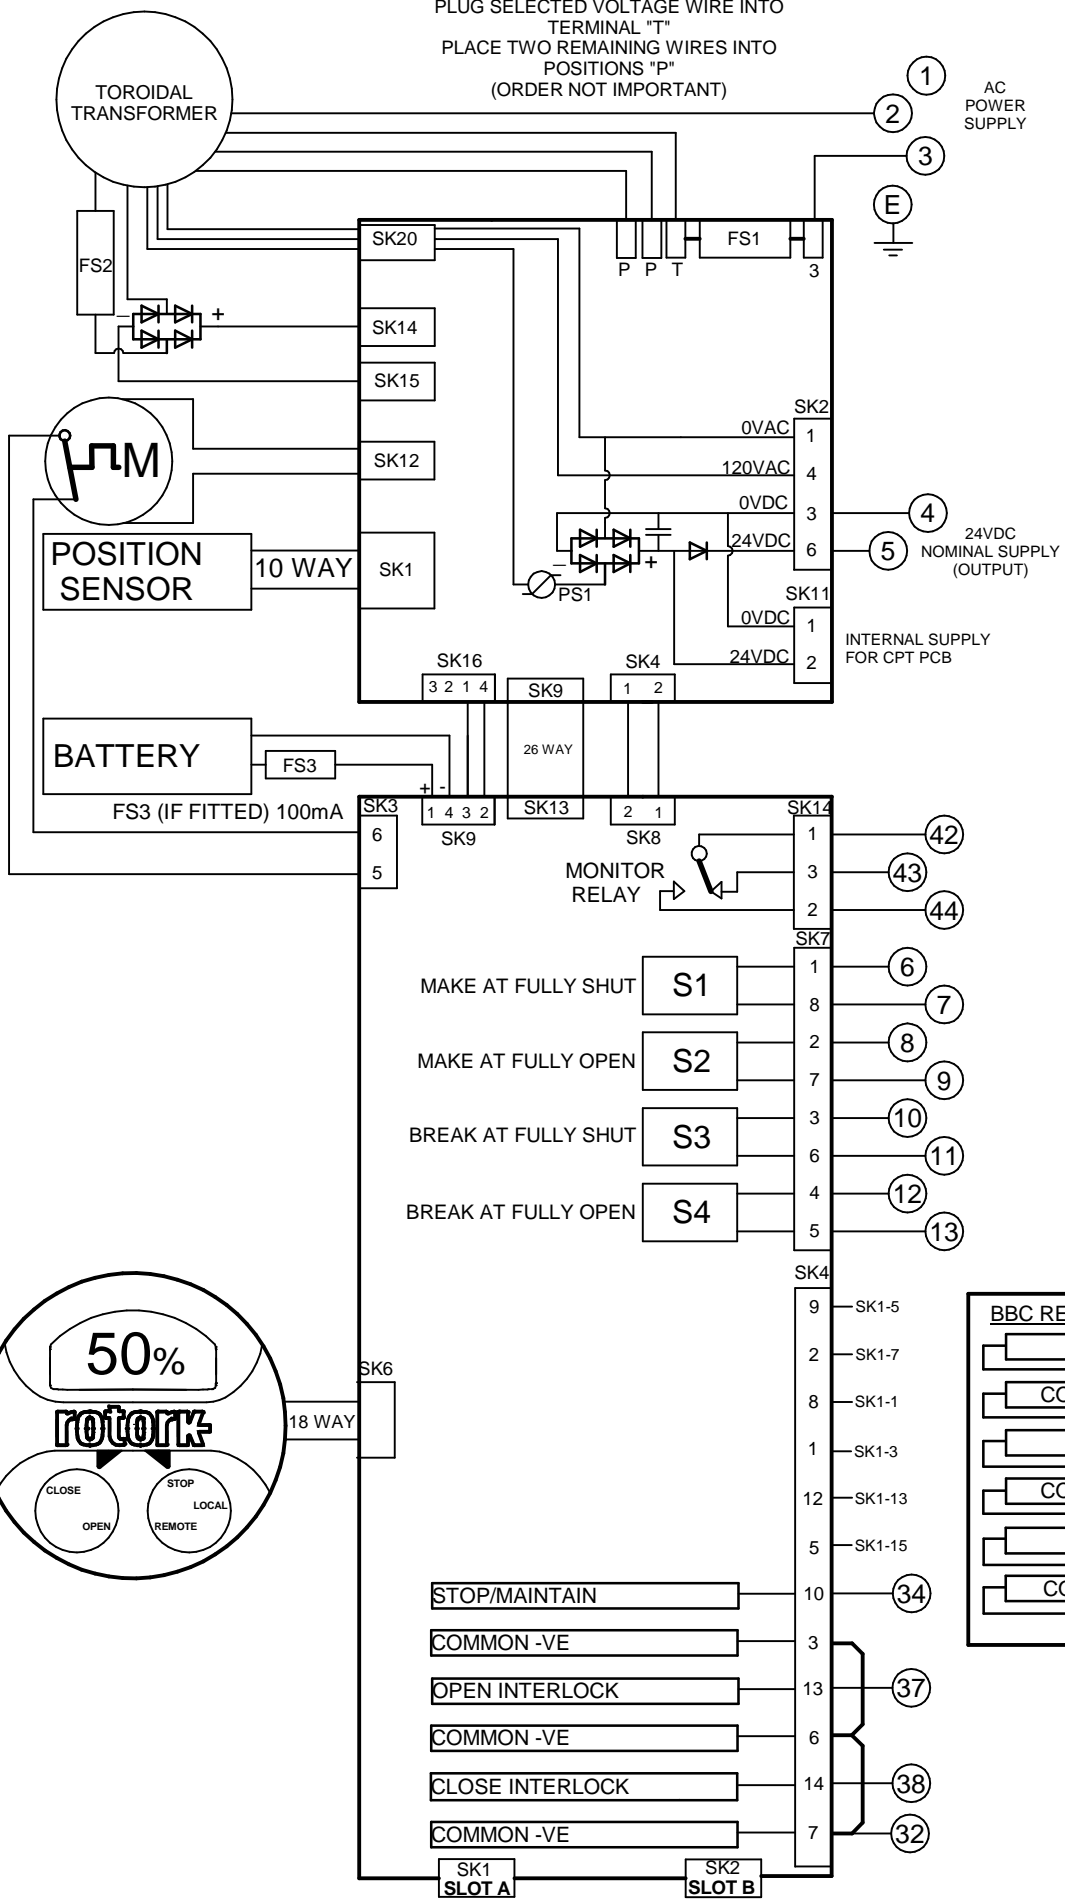 PLUG SELECTED VOLTAGE WIRE INTO
TERMINAL "T"
PLACE TWO REMAINING WIRES INTO
POSITIONS "P"
(ORDER NOT IMPORTANT)
TOROIDAL
TRANSFORMER
1
2
3
AC
POWER
SUPPLY
E
FS2
SK20
P P T
FS1
3
SK14
SK15
SK12
M
− +
SK2
0VAC 1
120VAC 4
0VDC 3
24VDC 6
4
5
24VDC
NOMINAL SUPPLY
(OUTPUT)
− +
PS1
POSITION
SENSOR
10 WAY
SK1
SK11
0VDC 1
24VDC 2
INTERNAL SUPPLY
FOR CPT PCB
SK16
3 2 1 4
SK9
SK4
1 2
BATTERY
FS3
26 WAY
FS3 (IF FITTED) 100mA
+ -
SK3
6
5
1 4 3 2
SK9
SK13
2 1
SK8
SK14
MONITOR
RELAY
1 42
3 43
2 44
SK7
MAKE AT FULLY SHUT S1
1 6
8 7
MAKE AT FULLY OPEN S2
2 8
7 9
BREAK AT FULLY SHUT S3
3 10
6 11
BREAK AT FULLY OPEN S4
4 12
5 13
SK4
9 SK1-5
2 SK1-7
8 SK1-1
1 SK1-3
12 SK1-13
5 SK1-15
50%
rotork
CLOSE
OPEN
STOP
LOCAL
REMOTE
18 WAY
SK6
STOP/MAINTAIN 10 34
COMMON -VE 3
OPEN INTERLOCK 13 37
COMMON -VE 6
CLOSE INTERLOCK 14 38
COMMON -VE 7 32
SK1
SLOT A
SK2
SLOT B
BBC RE
CO
CO
CO